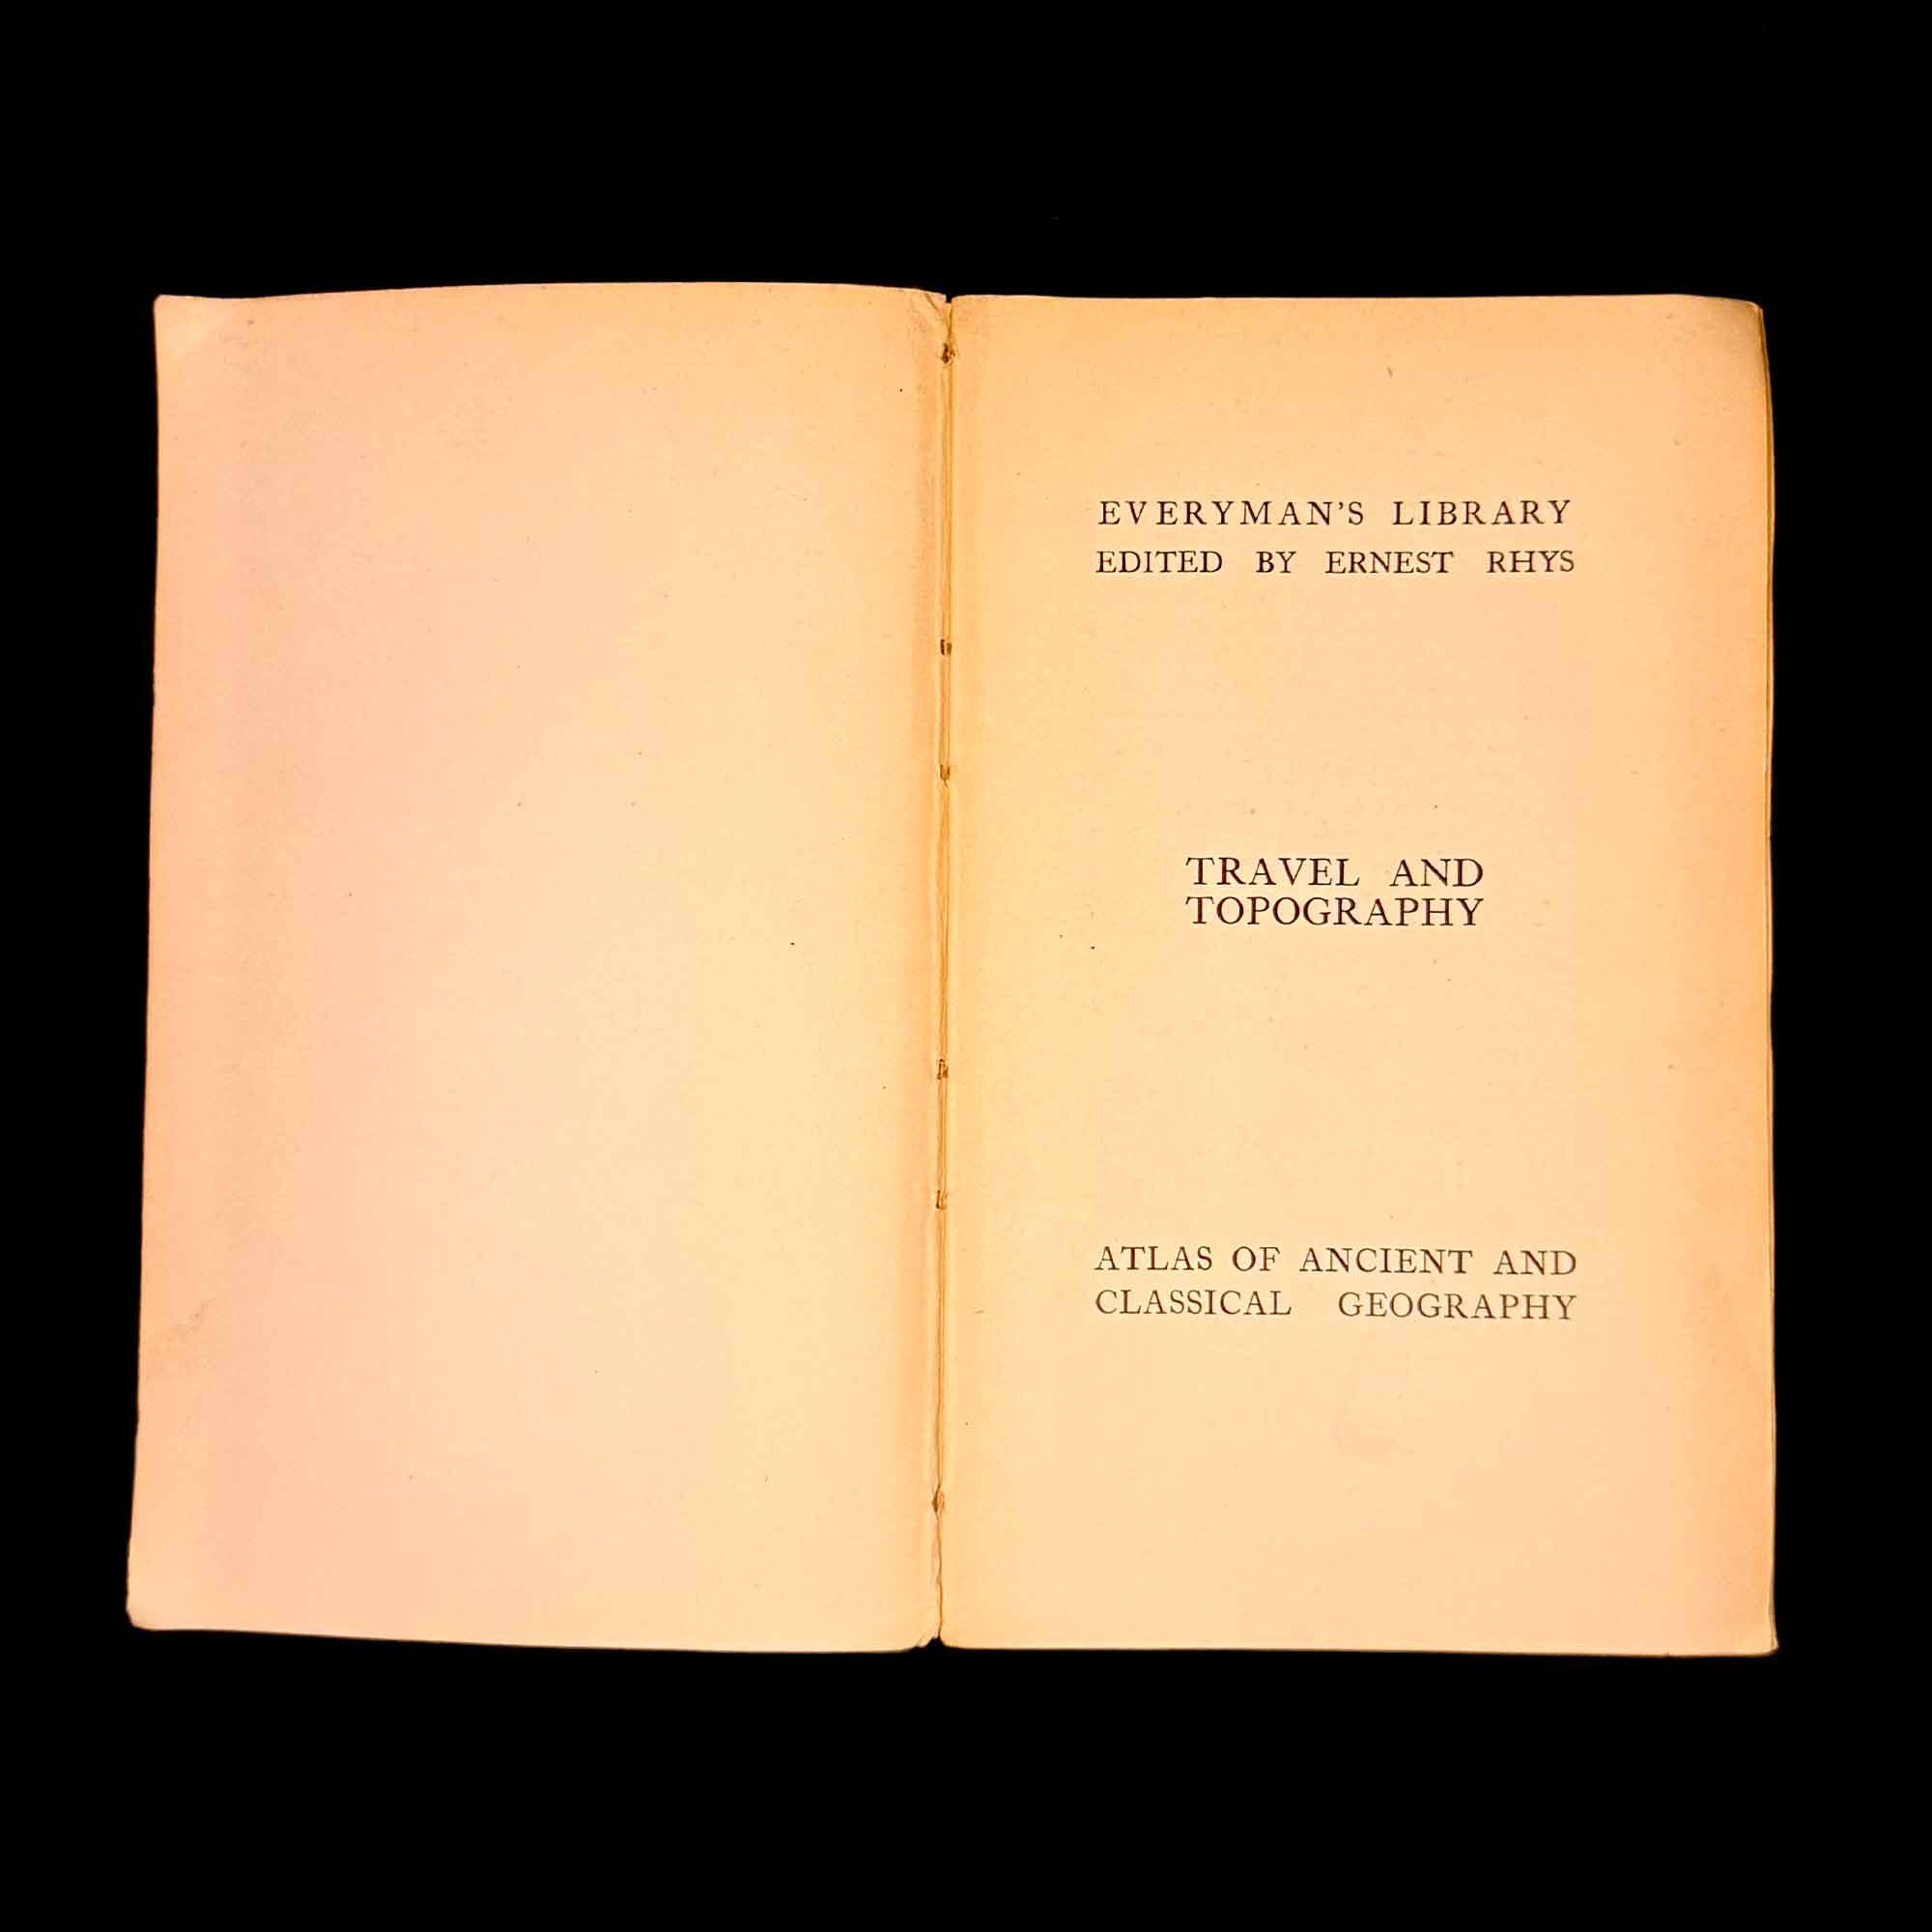 EVERYMAN'S LIBRARY
EDITED BY ERNEST RHYS
TRAVEL AND
TOPOGRAPHY
ATLAS OF ANCIENT AND
CLASSICAL GEOGRAPHY